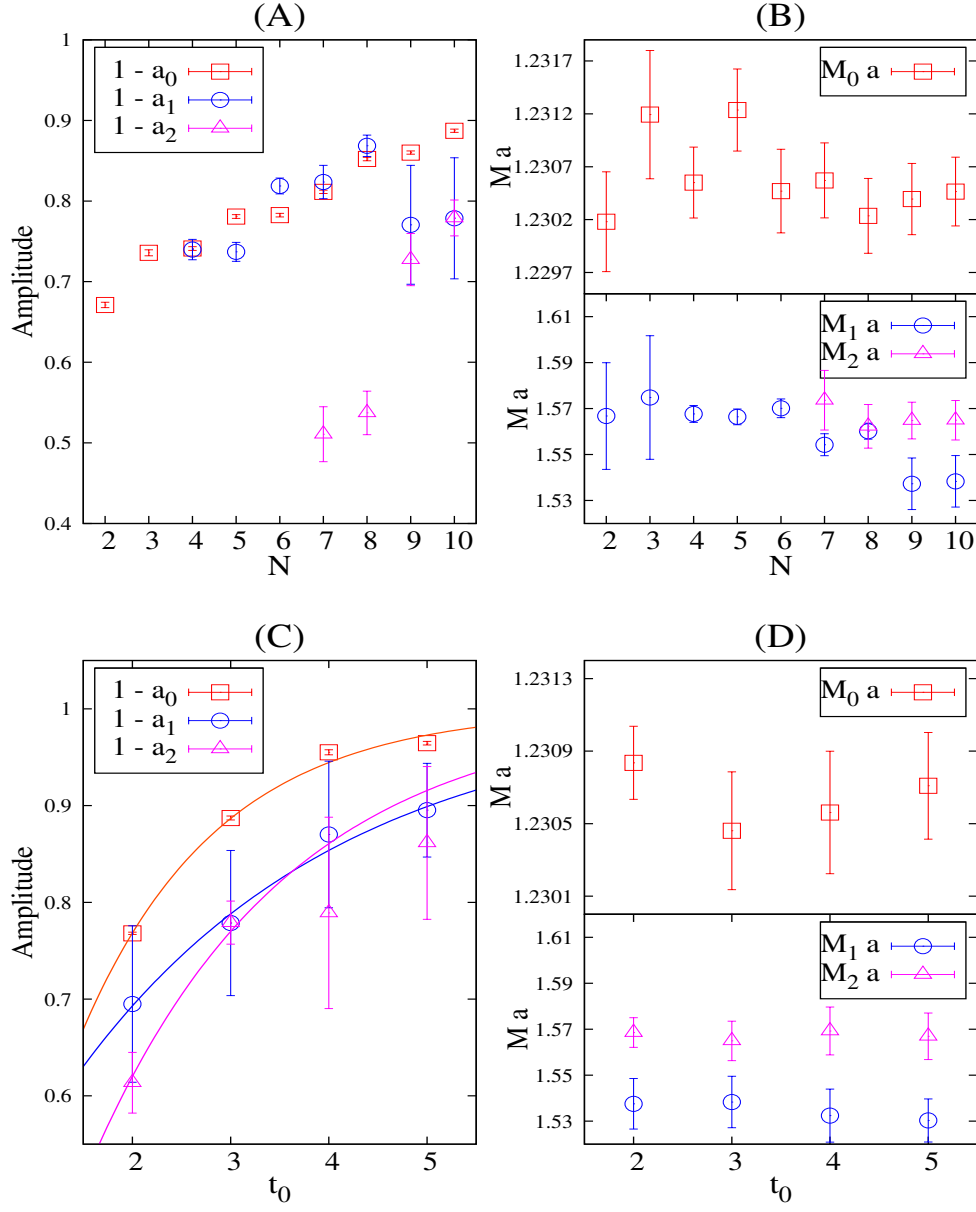 (A)
1 - a0
1 - a1
1 - a2
1
0.9
0.8
0.7
0.6
0.5
0.4
Amplitude
2 3 4 5 6 7 8 9 10
N
(B)
M0 a
1.2317
1.2312
1.2307
1.2302
1.2297
M a
M1 a
M2 a
1.61
1.59
1.57
1.55
1.53
M a
2 3 4 5 6 7 8 9 10
N
(C)
1 - a0
1 - a1
1 - a2
1
0.9
0.8
0.7
0.6
Amplitude
2 3 4 5
t0
(D)
M0 a
1.2313
1.2309
1.2305
1.2301
M a
M1 a
M2 a
1.61
1.59
1.57
1.55
1.53
M a
2 3 4 5
t0